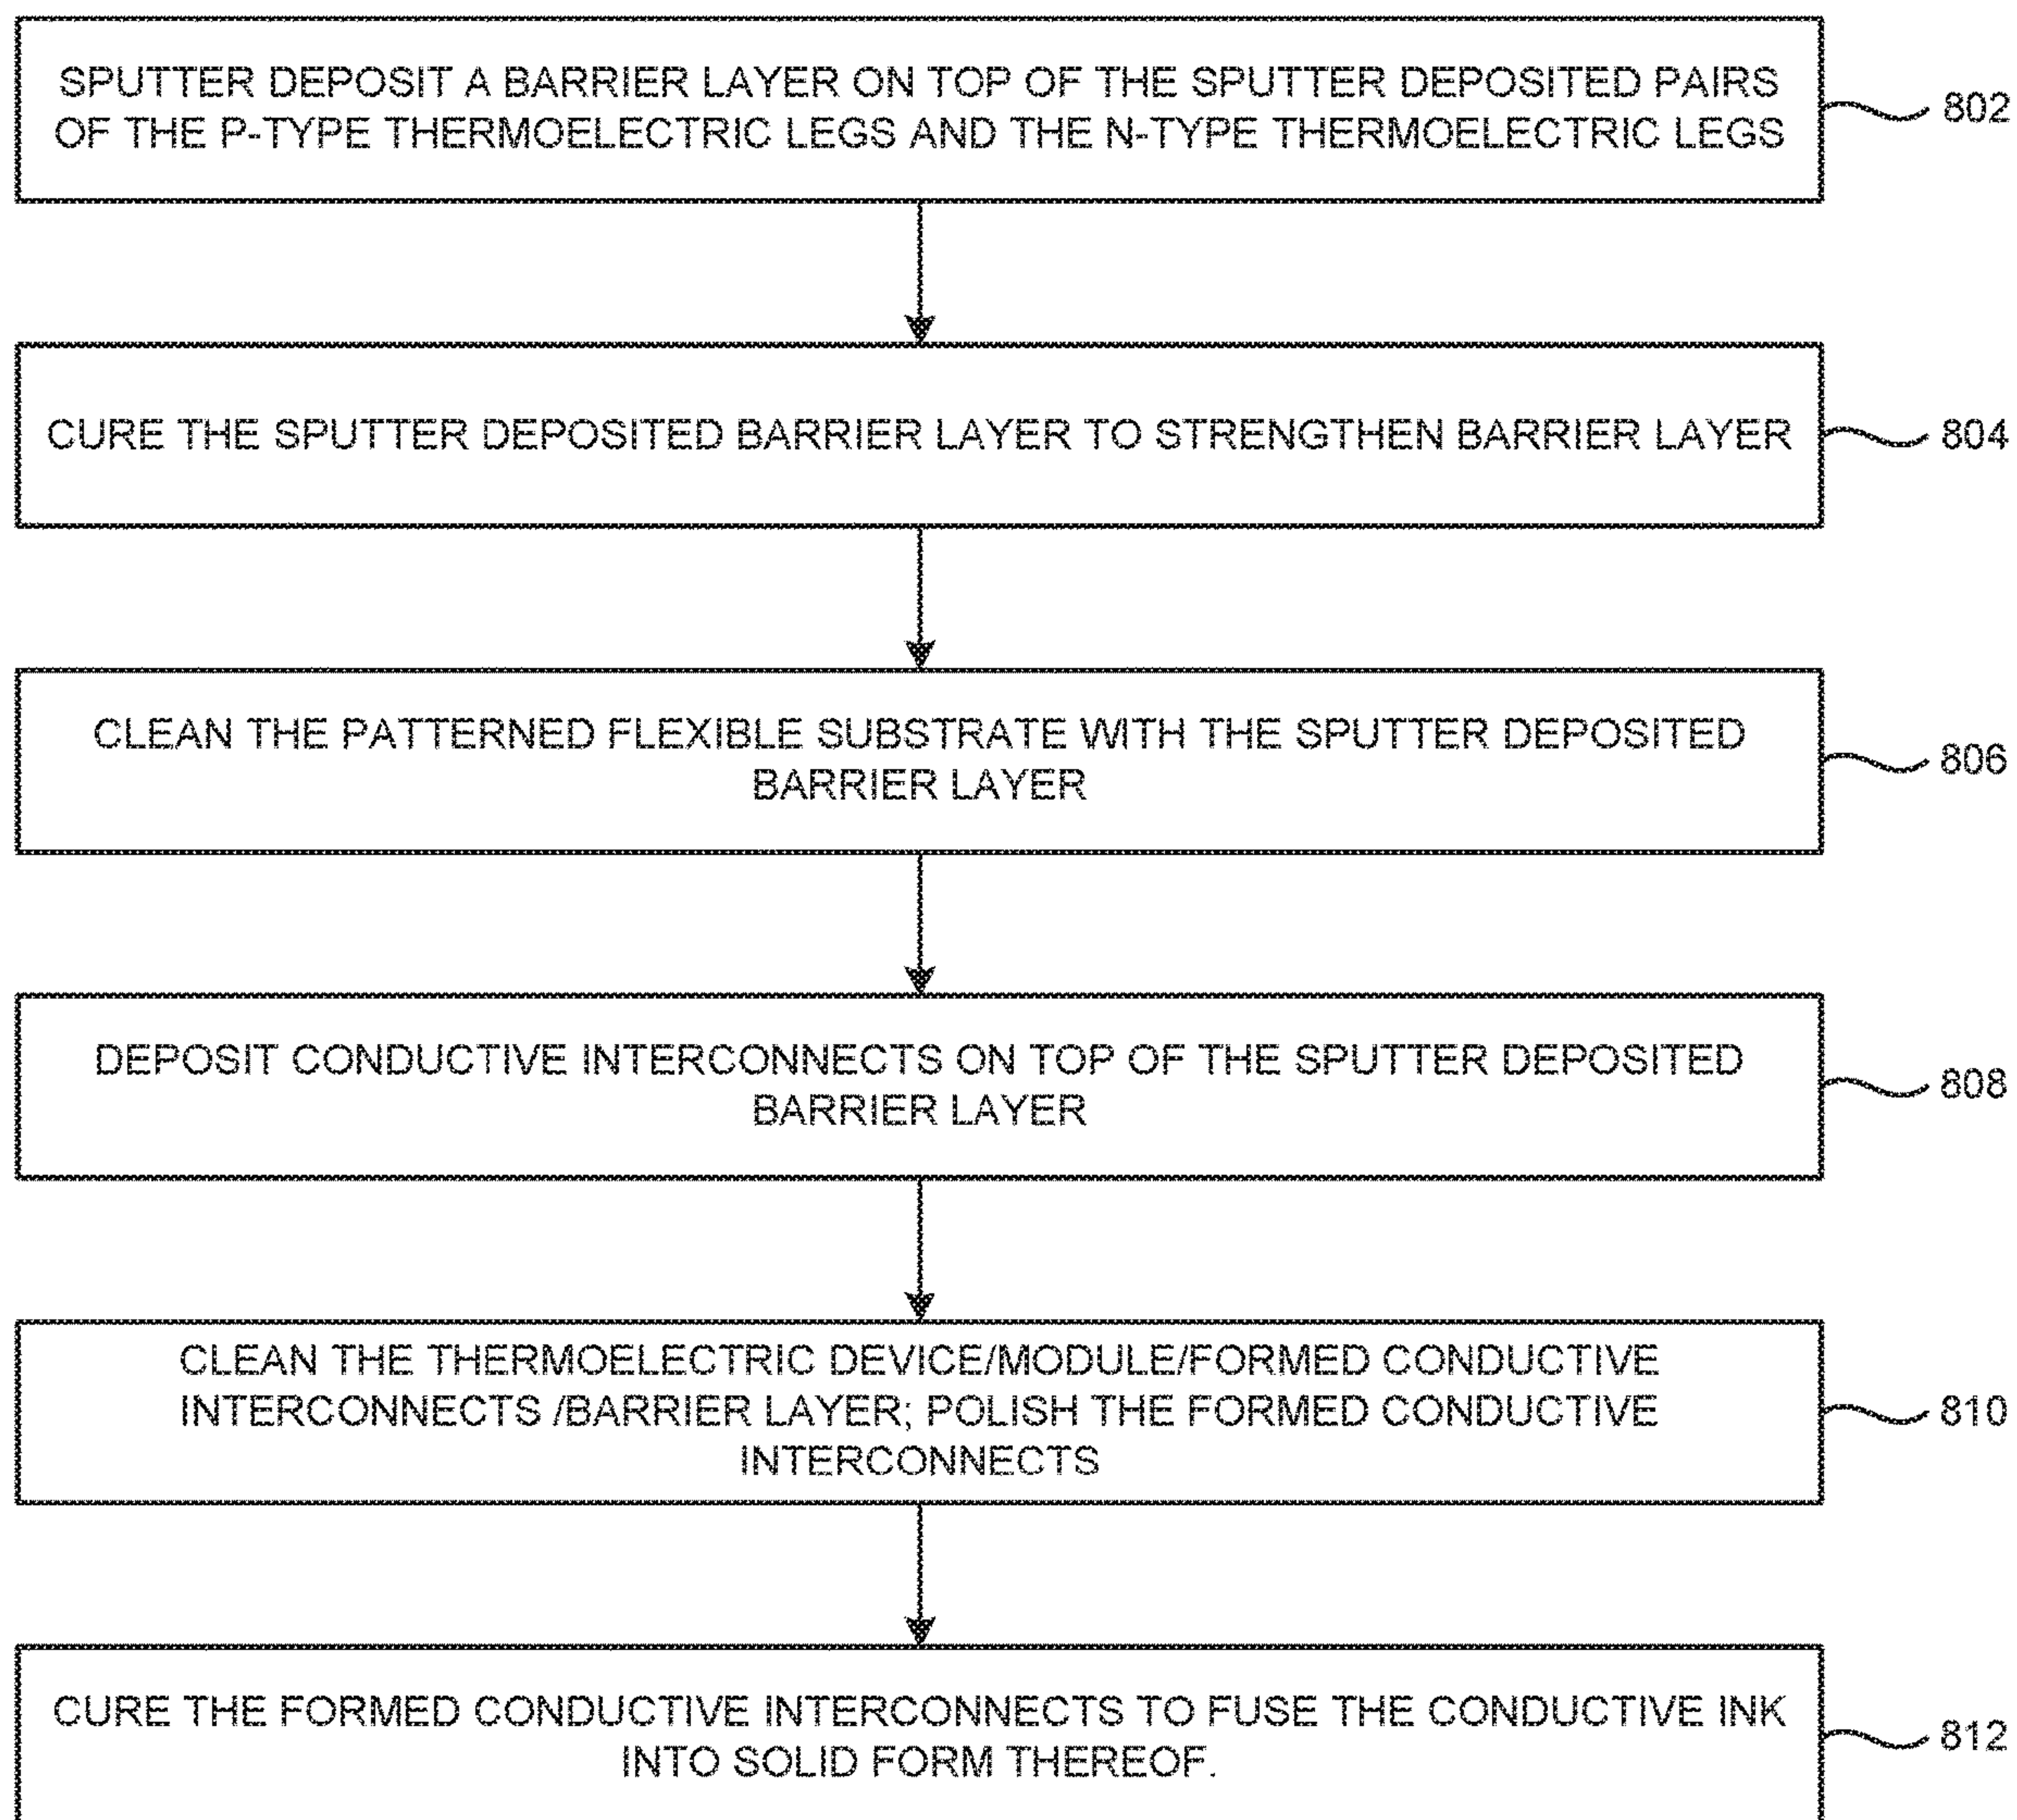 SPUTTER DEPOSIT A BARRIER LAYER ON TOP OF THE SPUTTER DEPOSITED PAIRS
OF THE P-TYPE THERMOELECTRIC LEGS AND THE N-TYPE THERMOELECTRIC LEGS
802
CURE THE SPUTTER DEPOSITED BARRIER LAYER TO STRENGTHEN BARRIER LAYER
804
CLEAN THE PATTERNED FLEXIBLE SUBSTRATE WITH THE SPUTTER DEPOSITED
BARRIER LAYER
806
DEPOSIT CONDUCTIVE INTERCONNECTS ON TOP OF THE SPUTTER DEPOSITED
BARRIER LAYER
808
CLEAN THE THERMOELECTRIC DEVICE/MODULE/FORMED CONDUCTIVE
INTERCONNECTS /BARRIER LAYER; POLISH THE FORMED CONDUCTIVE
INTERCONNECTS
810
CURE THE FORMED CONDUCTIVE INTERCONNECTS TO FUSE THE CONDUCTIVE INK
INTO SOLID FORM THEREOF.
812